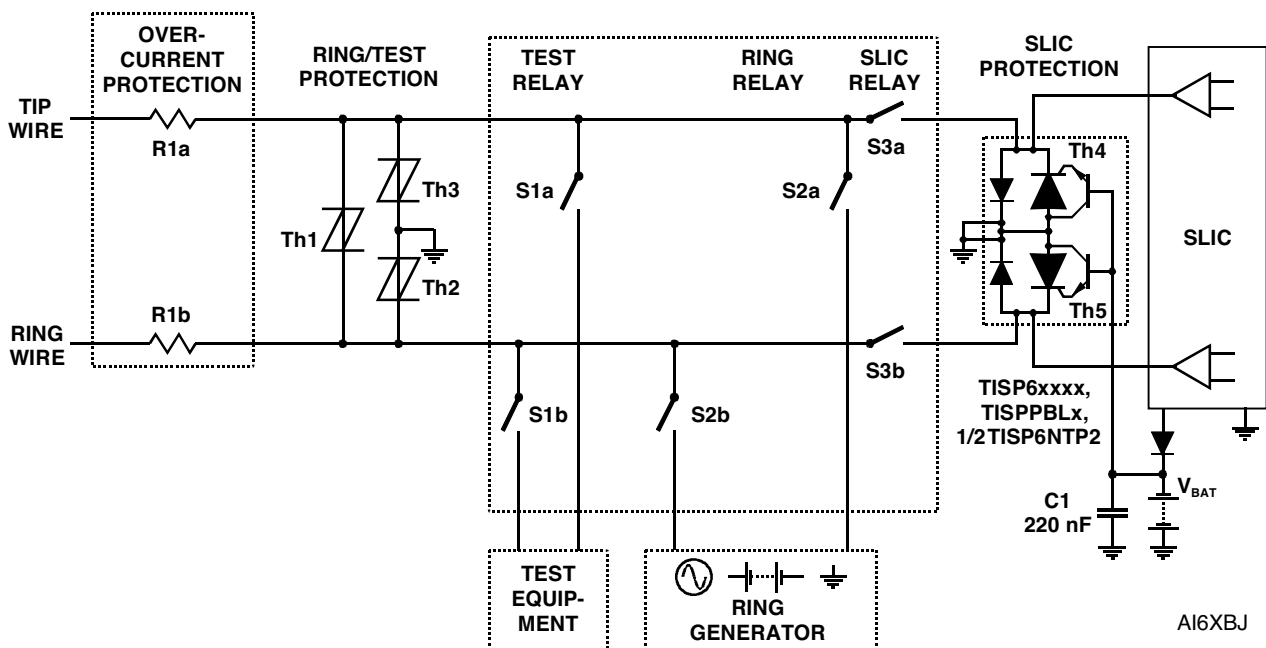 OVER-
CURRENT
PROTECTION
RING/TEST
PROTECTION
TEST
RELAY
RING
RELAY
SLIC
RELAY
SLIC
PROTECTION
TIP
WIRE
R1a
S3a
Th4
Th3
S1a
S2a
Th1
SLIC
Th2
R1b
Th5
RING
WIRE
S3b
S1b
S2b
TISP6xxxx,
TISPPBLx,
1/2TISP6NTP2
VBAT
C1
220 nF
TEST
EQUIP-
MENT
RING
GENERATOR
AI6XBJ